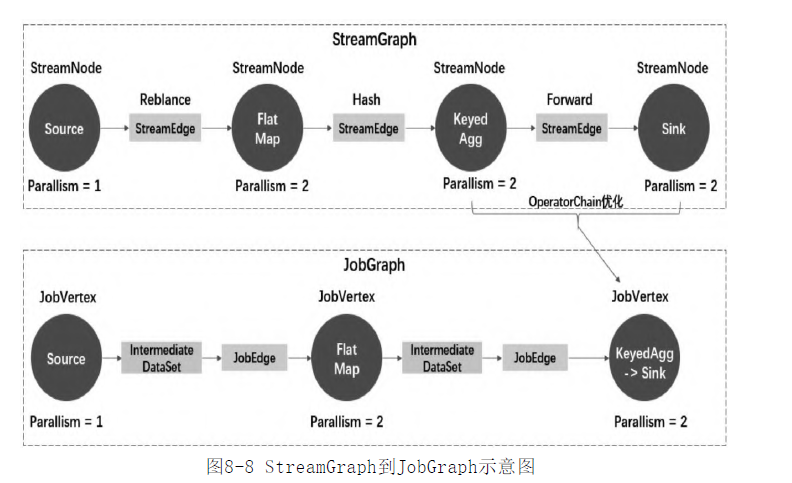 StreamGraph
StreamNode
StreamNode
StreamNode
StreamNode
Reblance
Hash
Forward
Source
StreamEdge
Flat
Map
StreamEdge
Keyed
Agg
StreamEdge
Sink
Parallism = 1
Parallism = 2
Parallism = 2
Parallism = 2
OperatorChain优化
JobGraph
JobVertex
JobVertex
JobVertex
Source
Intermediate
DataSet
JobEdge
Flat
Map
Intermediate
DataSet
JobEdge
KeyedAgg
-> Sink
Parallism = 1
Parallism = 2
Parallism = 2
图8-8 StreamGraph到JobGraph示意图